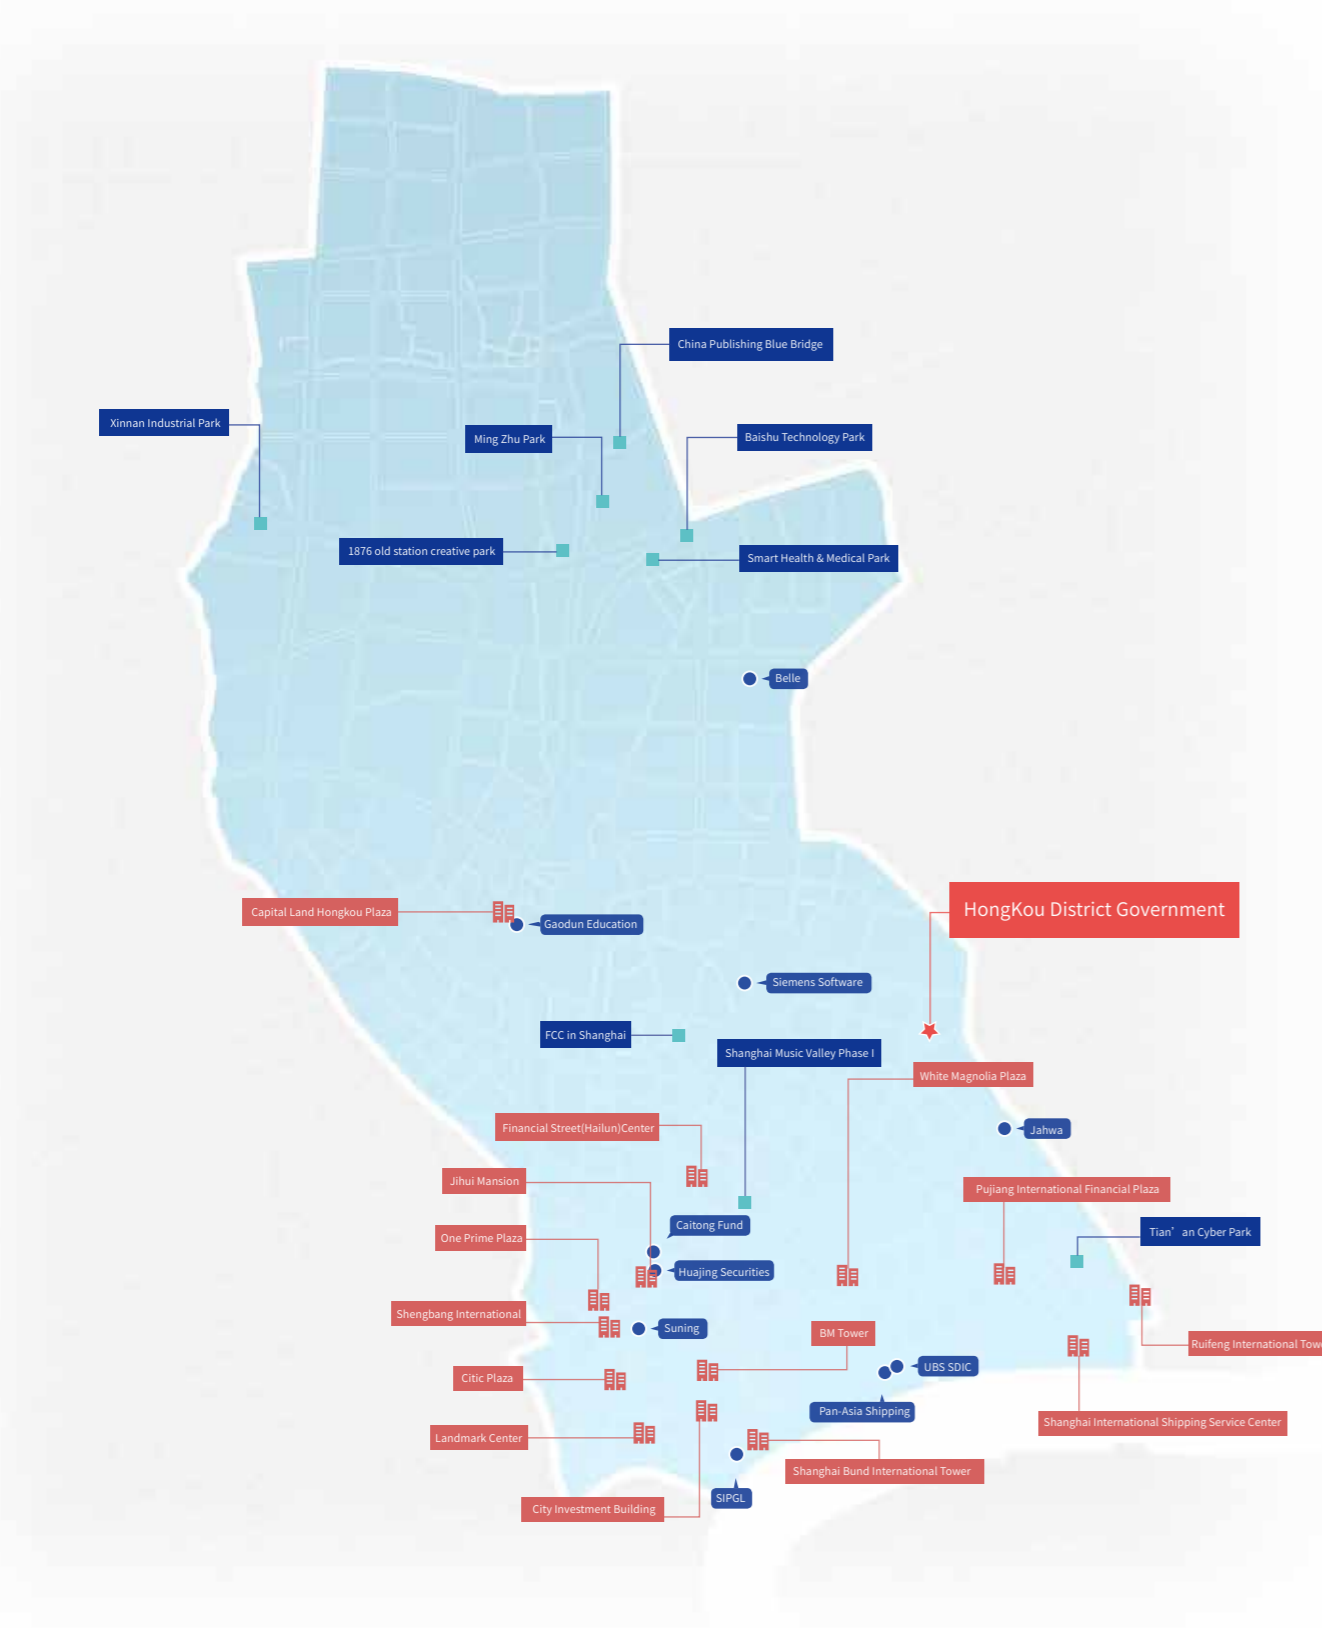 China Publishing Blue Bridge
Xinnan Industrial Park
Ming Zhu Park
Baishu Technology Park
1876 old station creative park
Smart Health & Medical Park
Belle
Capital Land Hongkou Plaza
Gaodun Education
HongKou District Government
Siemens Software
FCC in Shanghai
Shanghai Music Valley Phase I
White Magnolia Plaza
Financial Street(Hailun)Center
Jahwa
Jihui Mansion
Pujiang International Financial Plaza
Caitong Fund
One Prime Plaza
Tian’an Cyber Park
Huajing Securities
Shengbang International
Suning
BM Tower
Ruifeng International
UBS SDIC
Citic Plaza
Pan-Asia Shipping
Shanghai International Shipping Service Center
Landmark Center
Shanghai Bund International Tower
SIPGL
City Investment Building